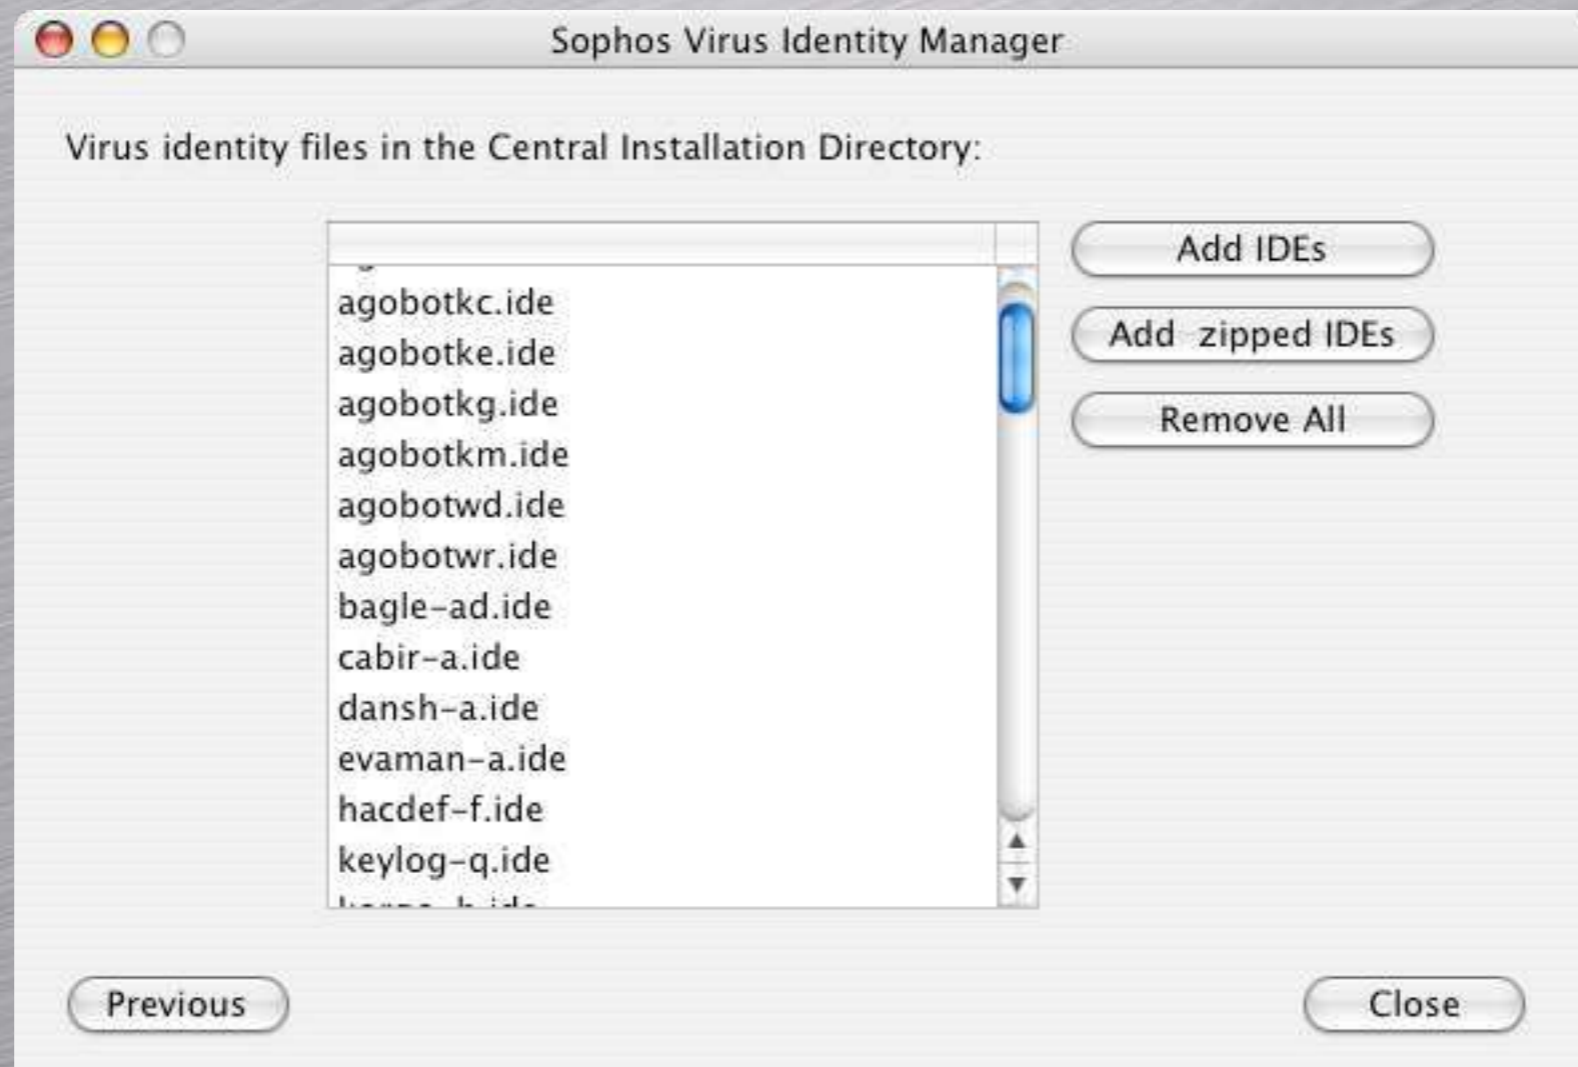 Sophos Virus Identity Manager
Virus identity files in the Central Installation Directory:
agobotkc.ide
agobotke.ide
agobotkg.ide
agobotkm.ide
agobotwd.ide
agobotwr.ide
bagle-ad.ide
cabir-a.ide
dansh-a.ide
evaman-a.ide
hacdef-f.ide
keylog-q.ide
Add IDEs
Add zipped IDEs
Remove All
Previous
Close